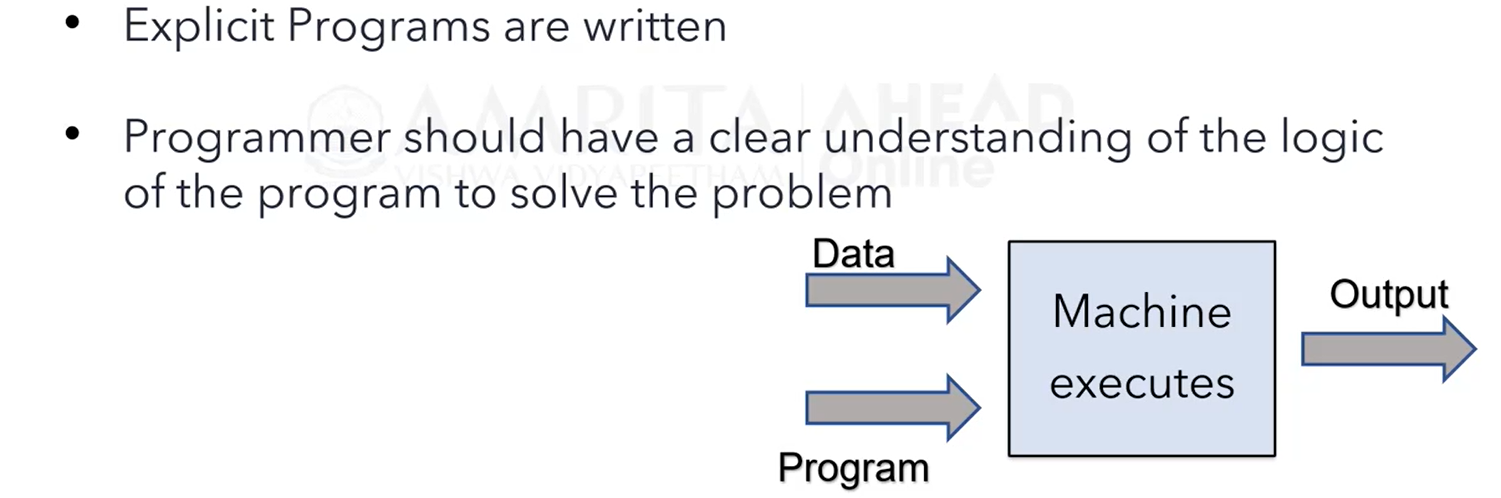 • Explicit Programs are written
• Programmer should have a clear understanding of the logic
of the program to solve the problem
AMRITA AHEAD
VISHWA VIDYAPEETHAM Online
Data
Machine
executes
Output
Program